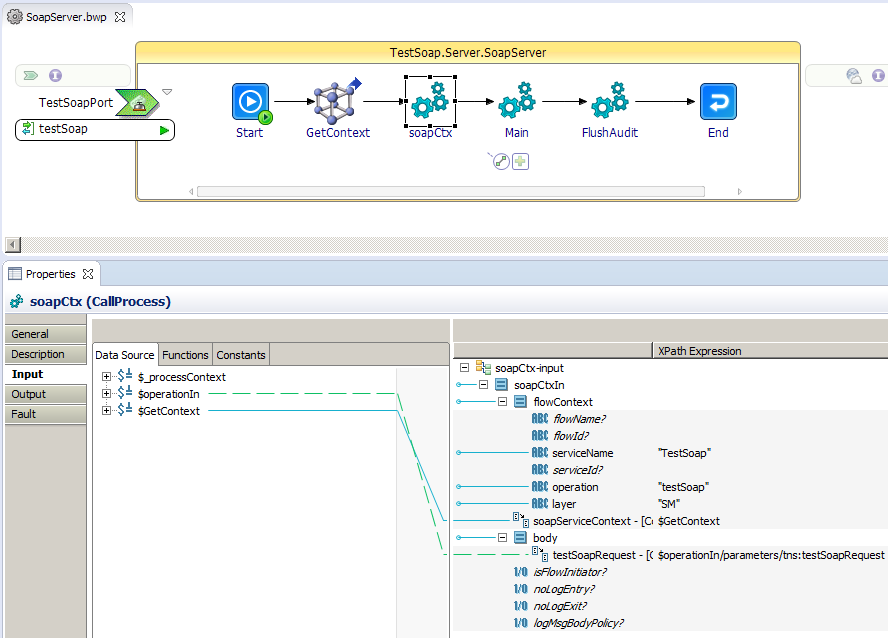 SoapServer.bwp
TestSoap.Server.SoapServer
TestSoapPort
testSoap
Start
GetContext
soapCtx
Main
FlushAudit
End
Properties
soapCtx (CallProcess)
General
Description
Input
Output
Fault
Data Source
Functions
Constants
$_processContext
$operationIn
$GetContext
XPath Expression
soapCtx-input
soapCtxIn
flowContext
ABC flowName?
ABC flowId?
ABC serviceName "TestSoap"
ABC serviceId?
ABC operation "testSoap"
ABC layer "SM"
soapServiceContext - [Co $GetContext
body
testSoapRequest - [C $operationIn/parameters/tns:testSoapRequest
1/0 isFlowInitiator?
1/0 noLogEntry?
1/0 noLogExit?
1/0 logMsgBodyPolicy?